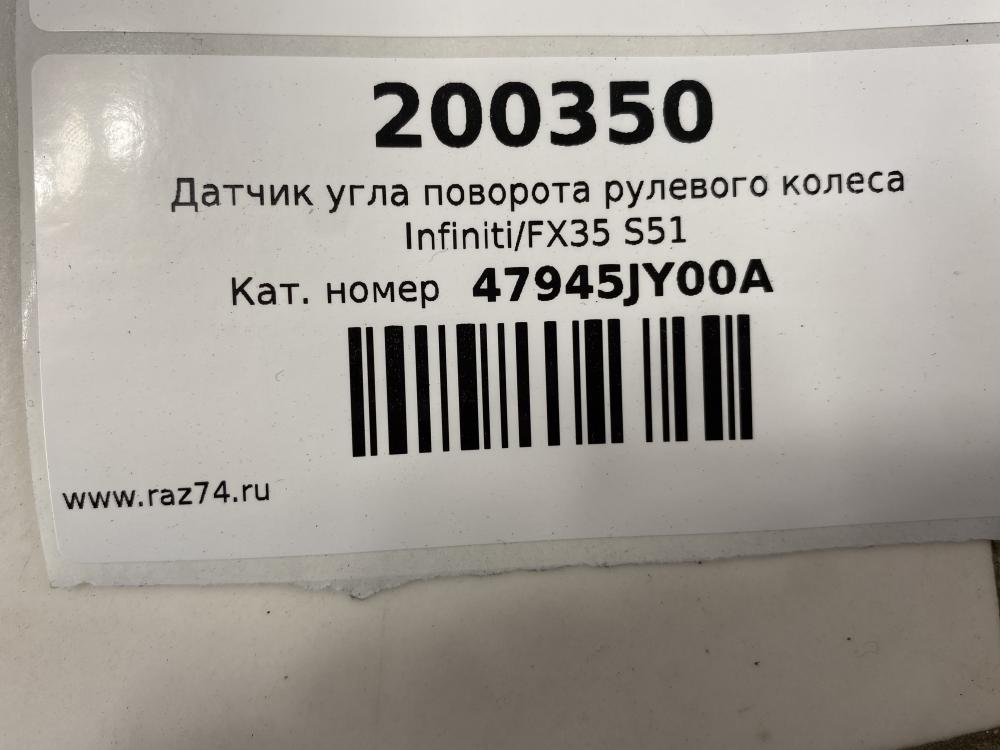 200350
Датчик угла поворота рулевого колеса
Infiniti/FX35 S51
Кат. номер 47945JY00A
www.raz74.ru